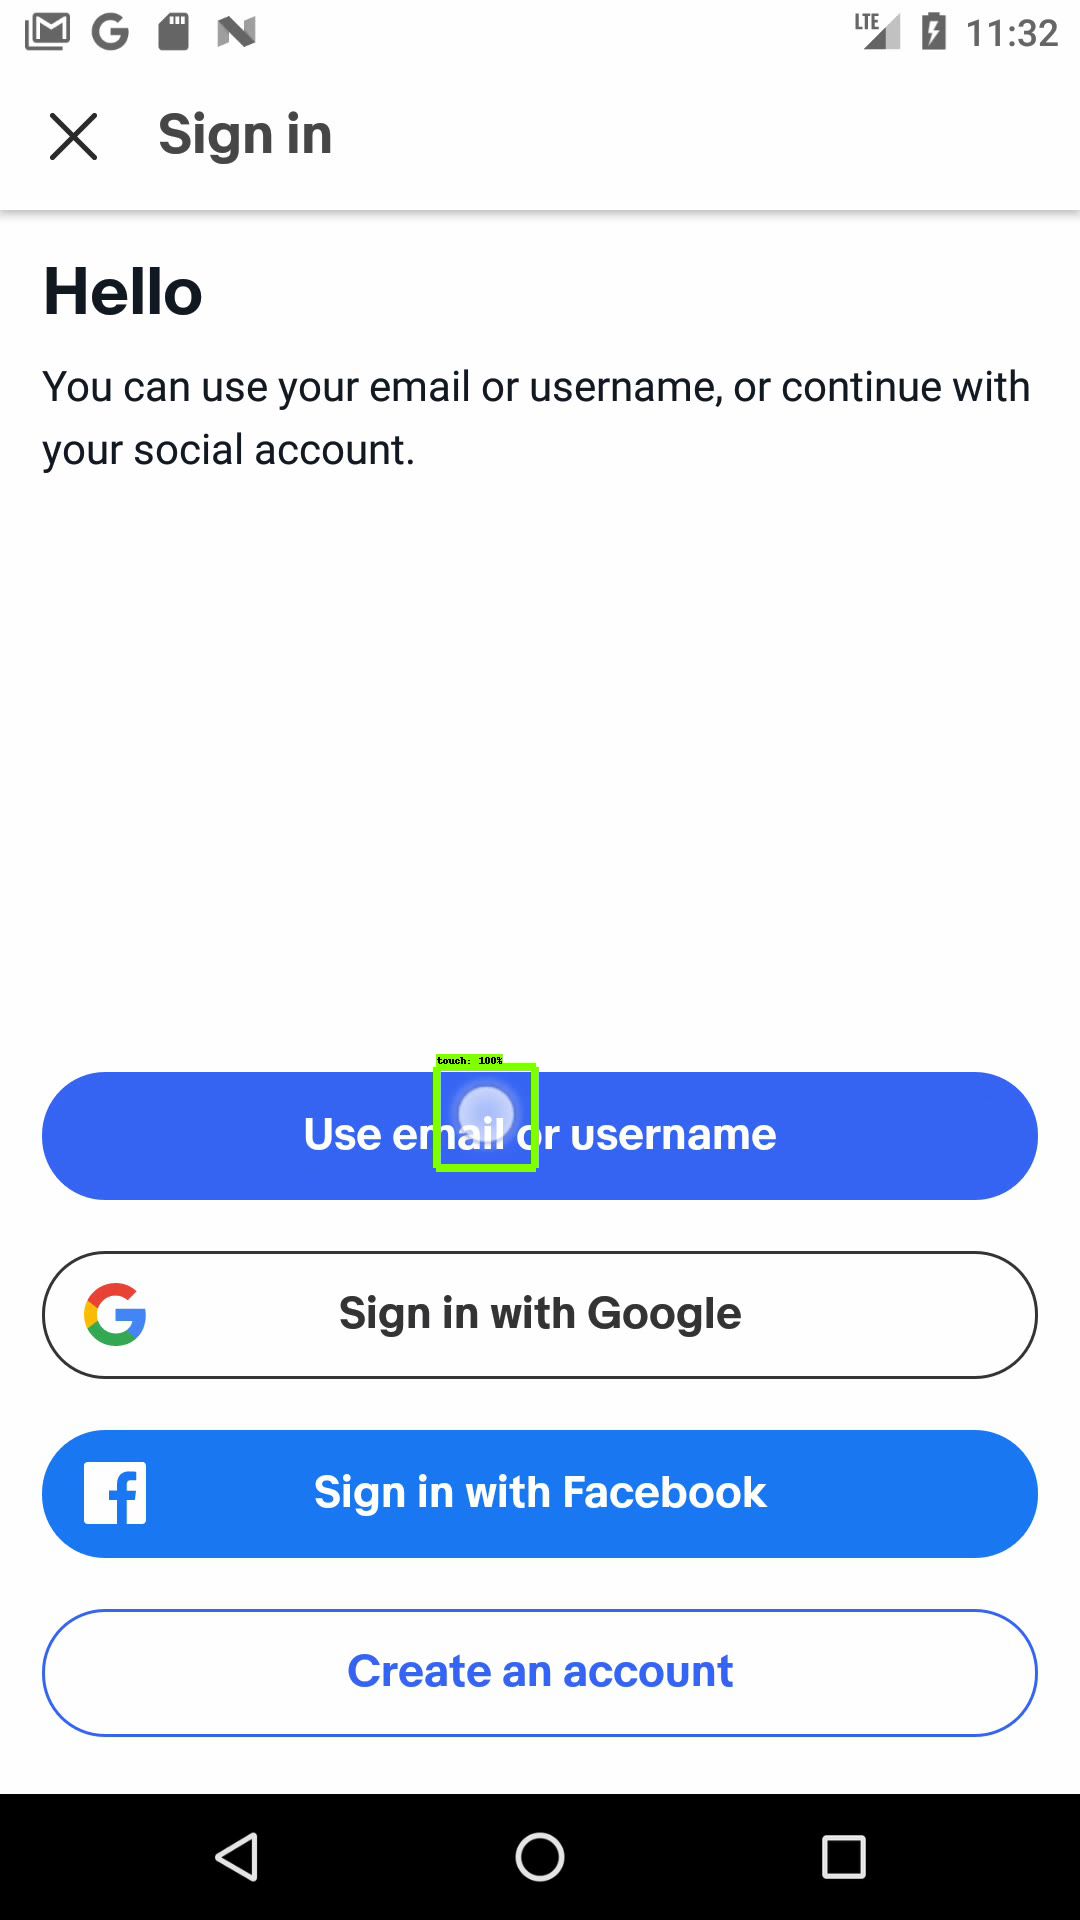 LTE 11:32
Sign in
Hello
You can use your email or username, or continue with
your social account.
touch: 100%
Use email or username
Sign in with Google
Sign in with Facebook
Create an account